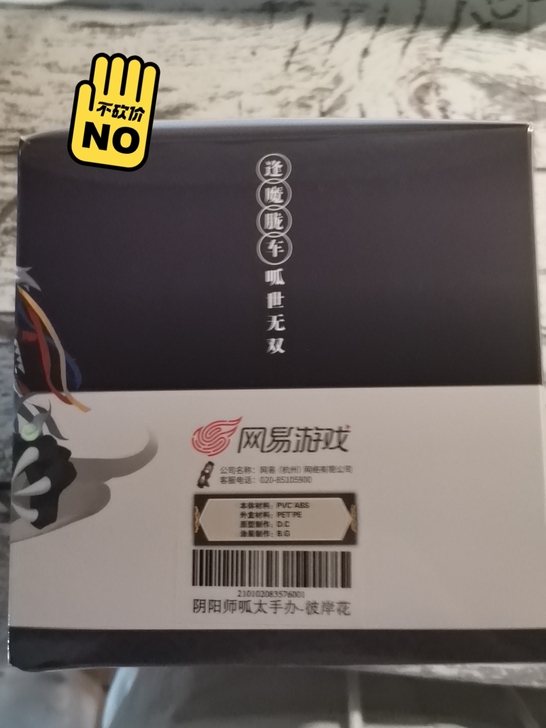 不砍价
NO
逢魔胧车
呱世无双
网易游戏
公司名称：网易（杭州）网络有限公司
客服电话：020-85105900
本体材料：PVC ABS
外盒材料：PET PE
原型制作：D.C
涂装制作：B.O
210102083576001
阴阳师呱太手办-彼岸花